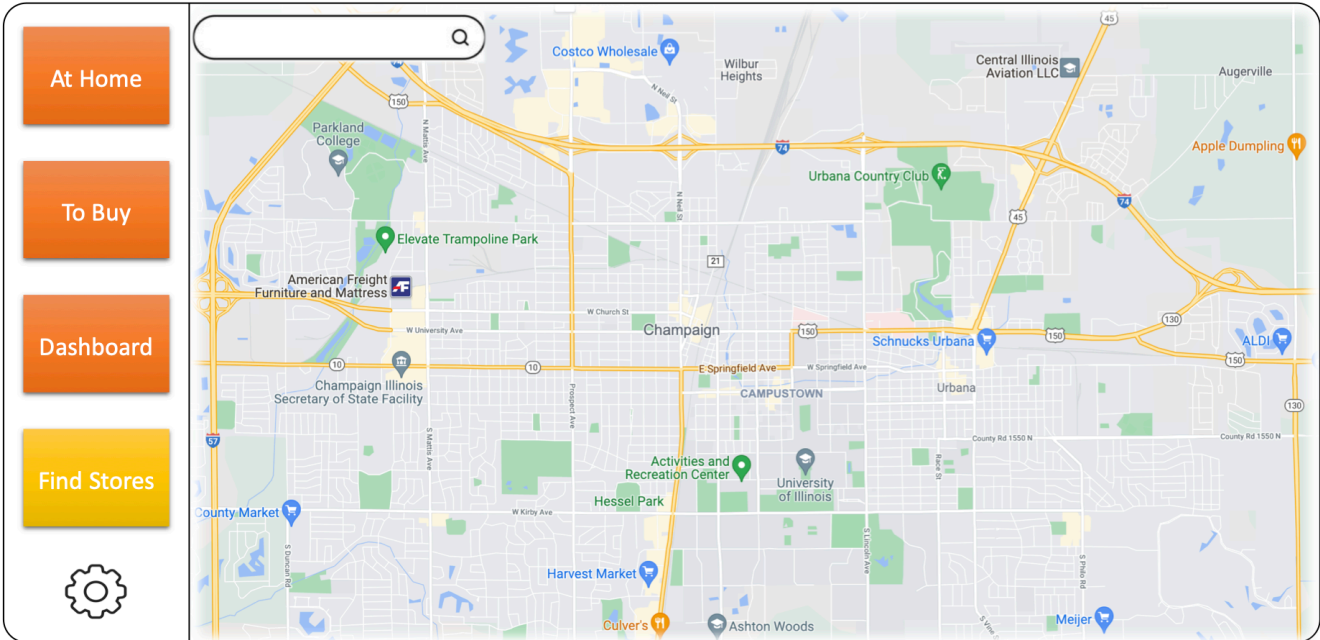 At Home
To Buy
Dashboard
Find Stores
45
Costco Wholesale
Wilbur
Heights
Central Illinois
Aviation LLC
Augerville
N Neil St
150
N Mattis Ave
Parkland
College
74
Apple Dumpling
Urbana Country Club
74
N Neil St
45
Elevate Trampoline Park
21
American Freight
Furniture and Mattress
AF
W Church St
130
W University Ave
Champaign
150
150
Schnucks Urbana
ALDI
150
10
10
E Springfield Ave
W Springfield Ave
Champaign Illinois
Secretary of State Facility
CAMPUSTOWN
Urbana
Prospect Ave
130
57
S Mattis Ave
County Rd 1550 N
County Rd 1550 N
Race St
Activities and
Recreation Center
University
of Illinois
Hessel Park
County Market
W Kirby Ave
S Duncan Rd
S Lincoln Ave
S Philo Rd
Harvest Market
Culver's
Ashton Woods
S Vine
Meijer